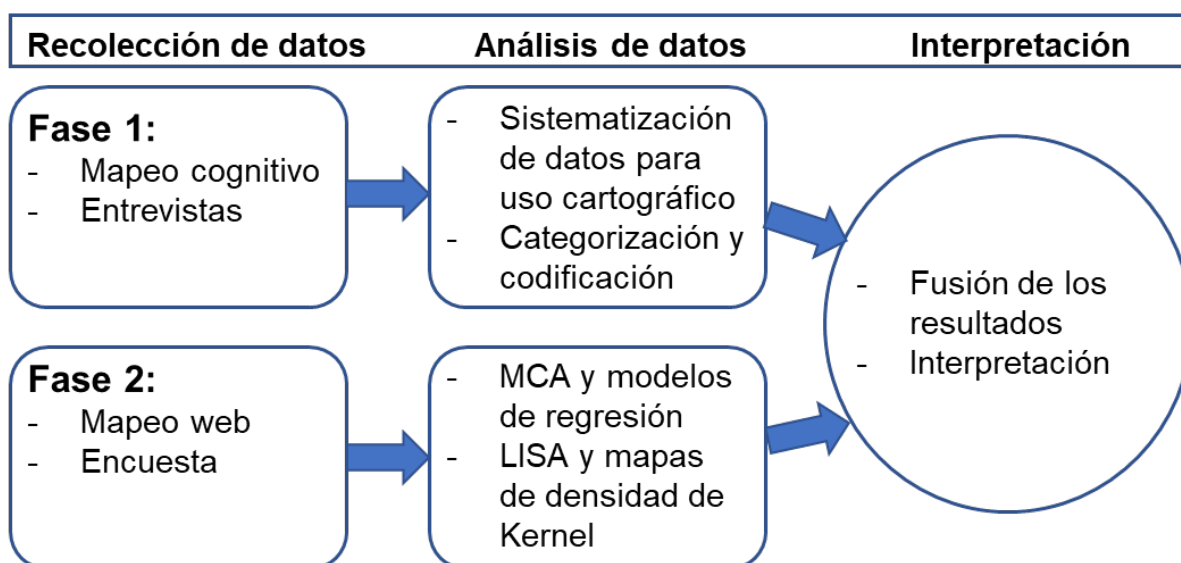 Recolección de datos
Análisis de datos
Interpretación
Fase 1:
- Mapeo cognitivo
- Entrevistas
- Sistematización
de datos para
uso cartográfico
- Categorización y
codificación
Fase 2:
- Mapeo web
- Encuesta
- MCA y modelos
de regresión
- LISA y mapas
de densidad de
Kernel
- Fusión de los
resultados
- Interpretación